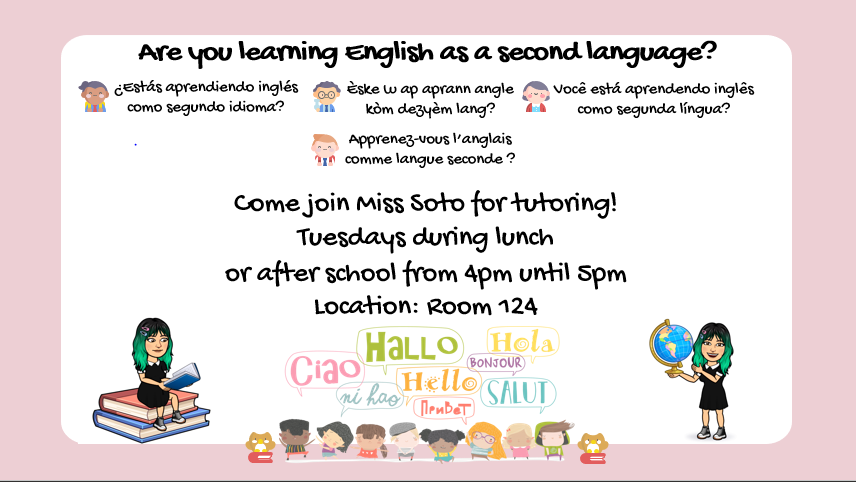 Are you learning English as a second language?
¿Estás aprendiendo inglés
como segundo idioma?
Èske w ap aprann angle
kòm dezyèm lang?
Você está aprendendo inglês
como segunda língua?
Apprenez-vous l'anglais
comme langue seconde ?
Come join Miss Soto for tutoring!
Tuesdays during lunch
or after school from 4pm until 5pm
Location: Room 124
HALLO
Hola
Ciao
BONJOUR
Hello
ni hao
SALUT
ПриВеТ